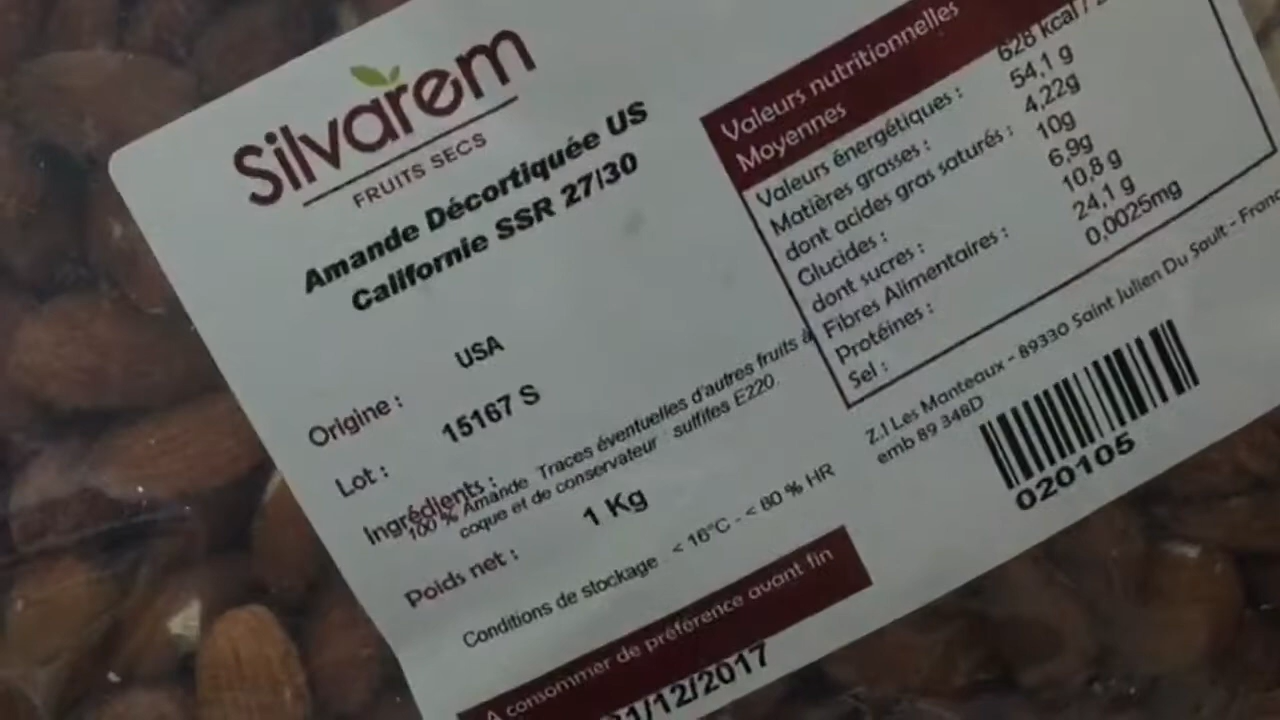 Silvarem
FRUITS SECS
Amande Décortiquée US
Californie SSR 27/30
Origine : USA
Lot : 15167 S
Ingrédients :
100 % Amande Traces éventuelles d'autres fruits à
coque et de conservateur : sulfites E220.
Poids net : 1 Kg
Conditions de stockage < 16°C - < 60 % HR
A consommer de préférence avant fin
/12/2017
Valeurs nutritionnelles
Moyennes
Valeurs énergétiques : 628 kcal /
Matières grasses : 54,1 g
dont acides gras saturés : 4,22g
Glucides : 10g
dont sucres : 6,9g
Fibres Alimentaires : 10,8 g
Protéines : 24,1 g
Sel : 0,0025mg
Z.I Les Manteaux - 89330 Saint Julien Du Sault -
emb 89 348D
020105